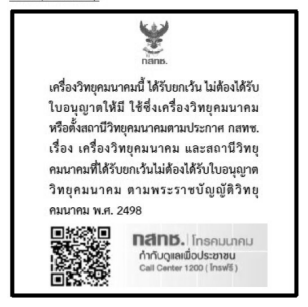 กสทช.
เครื่องวิทยุคมนาคมนี้ ได้รับยกเว้น ไม่ต้องได้รับ
ใบอนุญาตให้มี ใช้ซึ่งเครื่องวิทยุคมนาคม
หรือตั้งสถานีวิทยุคมนาคมตามประกาศ กสทช.
เรื่อง เครื่องวิทยุคมนาคม และสถานีวิทยุ
คมนาคมที่ได้รับยกเว้นไม่ต้องได้รับใบอนุญาต
วิทยุคมนาคม ตามพระราชบัญญัติวิทยุ
คมนาคม พ.ศ. 2498
กสทช. | โทรคมนาคม
กำกับดูแลเพื่อประชาชน
Call Center 1200 ( โทรฟรี )